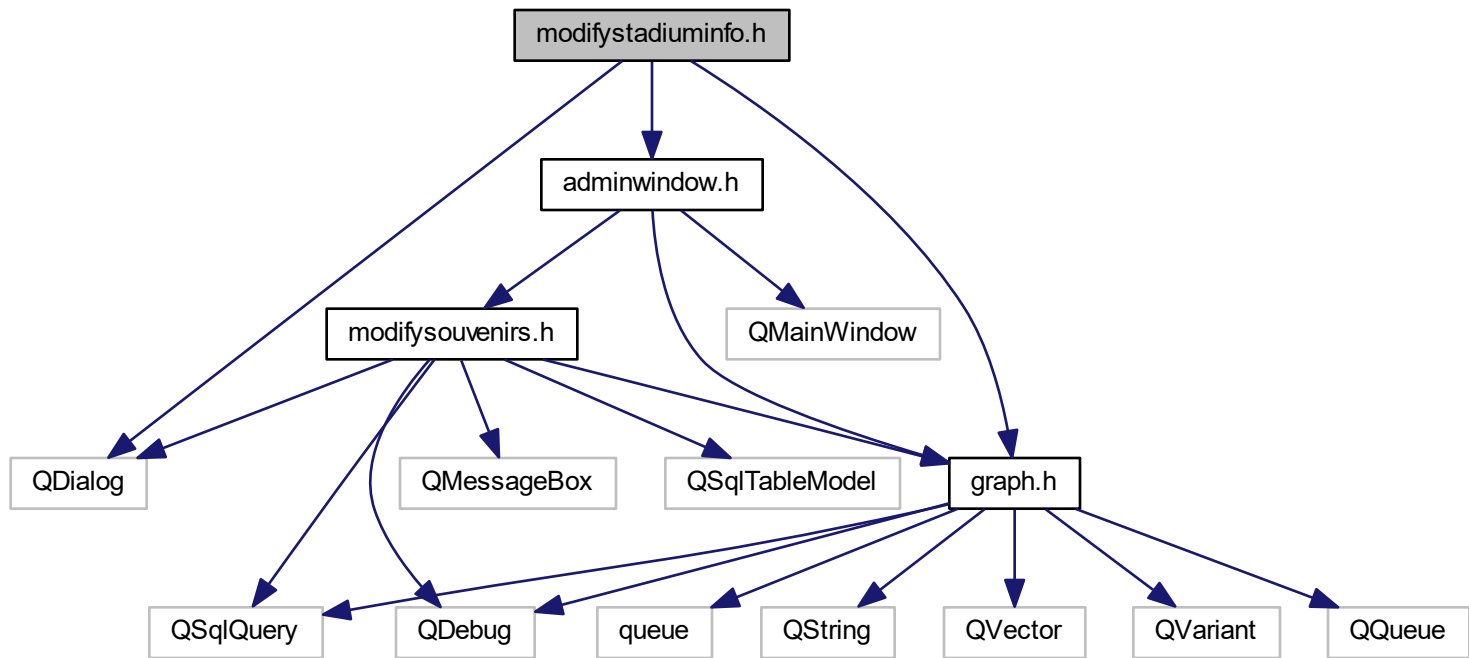 modifystadiuminfo.h
adminwindow.h
modifysouvenirs.h
QMainWindow
QDialog
QMessageBox
QSqlTableModel
graph.h
QSqlQuery
QDebug
queue
QString
QVector
QVariant
QQueue